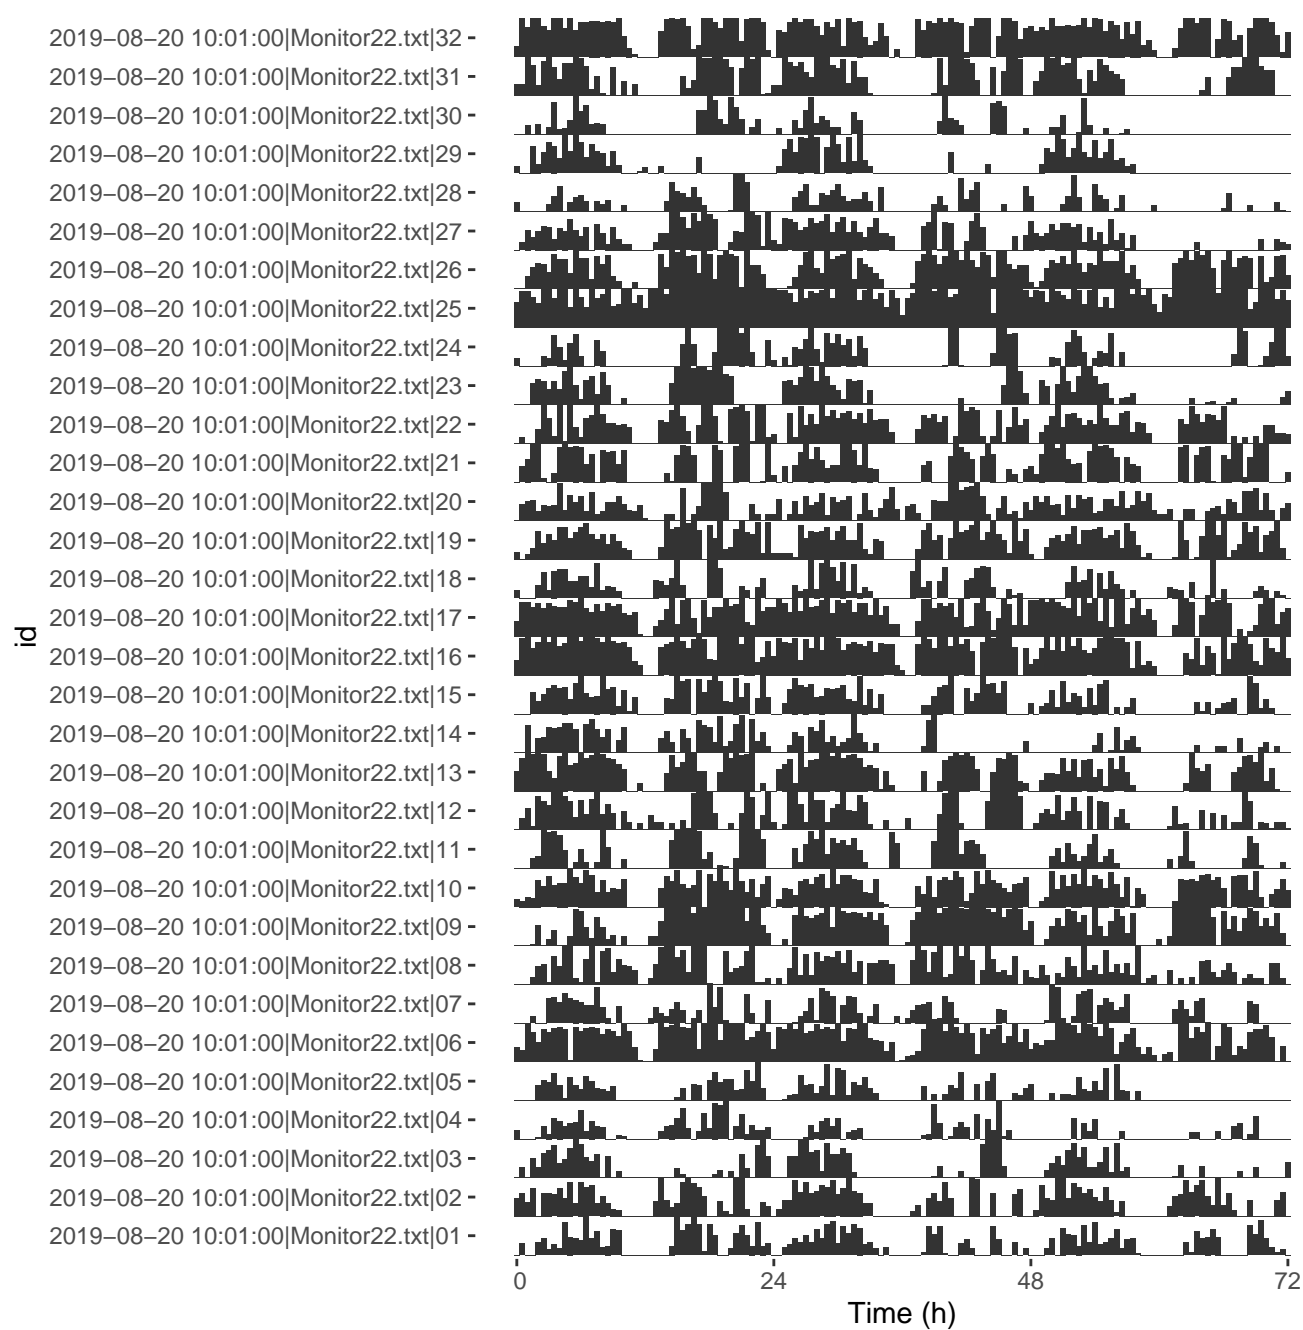 2019–08–20 10:01:00|Monitor22.txt|32
2019–08–20 10:01:00|Monitor22.txt|31
2019–08–20 10:01:00|Monitor22.txt|30
2019–08–20 10:01:00|Monitor22.txt|29
2019–08–20 10:01:00|Monitor22.txt|28
2019–08–20 10:01:00|Monitor22.txt|27
2019–08–20 10:01:00|Monitor22.txt|26
2019–08–20 10:01:00|Monitor22.txt|25
2019–08–20 10:01:00|Monitor22.txt|24
2019–08–20 10:01:00|Monitor22.txt|23
2019–08–20 10:01:00|Monitor22.txt|22
2019–08–20 10:01:00|Monitor22.txt|21
2019–08–20 10:01:00|Monitor22.txt|20
2019–08–20 10:01:00|Monitor22.txt|19
2019–08–20 10:01:00|Monitor22.txt|18
2019–08–20 10:01:00|Monitor22.txt|17
id
2019–08–20 10:01:00|Monitor22.txt|16
2019–08–20 10:01:00|Monitor22.txt|15
2019–08–20 10:01:00|Monitor22.txt|14
2019–08–20 10:01:00|Monitor22.txt|13
2019–08–20 10:01:00|Monitor22.txt|12
2019–08–20 10:01:00|Monitor22.txt|11
2019–08–20 10:01:00|Monitor22.txt|10
2019–08–20 10:01:00|Monitor22.txt|09
2019–08–20 10:01:00|Monitor22.txt|08
2019–08–20 10:01:00|Monitor22.txt|07
2019–08–20 10:01:00|Monitor22.txt|06
2019–08–20 10:01:00|Monitor22.txt|05
2019–08–20 10:01:00|Monitor22.txt|04
2019–08–20 10:01:00|Monitor22.txt|03
2019–08–20 10:01:00|Monitor22.txt|02
2019–08–20 10:01:00|Monitor22.txt|01
0 24 48 72
Time (h)